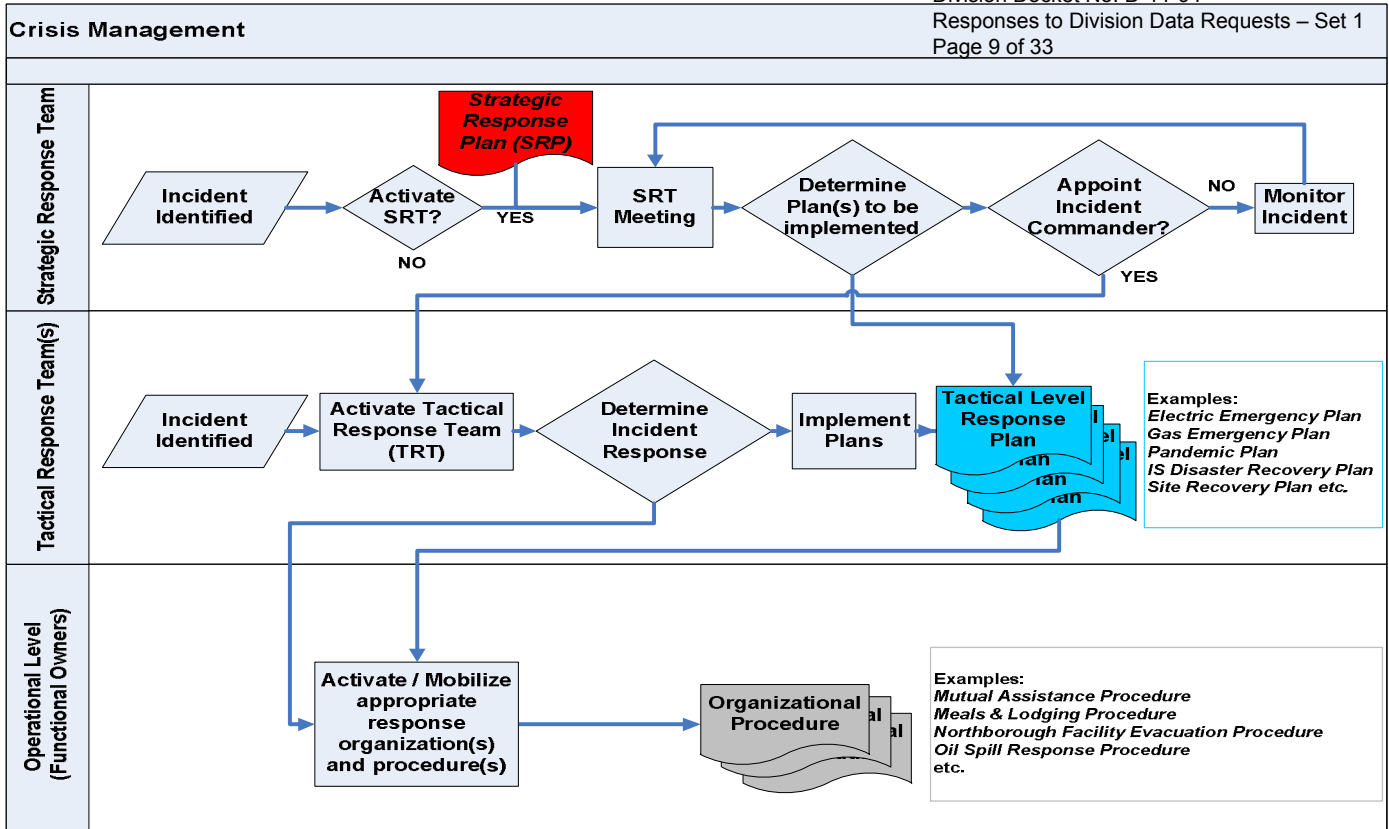 Crisis Management
Responses to Division Data Requests – Set 1
Page 9 of 33
Strategic Response Team
Strategic
Response
Plan (SRP)
Incident
Identified
Activate
SRT?
YES
NO
SRT
Meeting
Determine
Plan(s) to be
implemented
Appoint
Incident
Commander?
NO
YES
Monitor
Incident
Tactical Response Team(s)
Incident
Identified
Activate Tactical
Response Team
(TRT)
Determine
Incident
Response
Implement
Plans
Tactical Level
Response
Plan
Examples:
Electric Emergency Plan
Gas Emergency Plan
Pandemic Plan
IS Disaster Recovery Plan
Site Recovery Plan etc.
Operational Level
(Functional Owners)
Activate / Mobilize
appropriate
response
organization(s)
and procedure(s)
Organizational
Procedure
Examples:
Mutual Assistance Procedure
Meals & Lodging Procedure
Northborough Facility Evacuation Procedure
Oil Spill Response Procedure
etc.